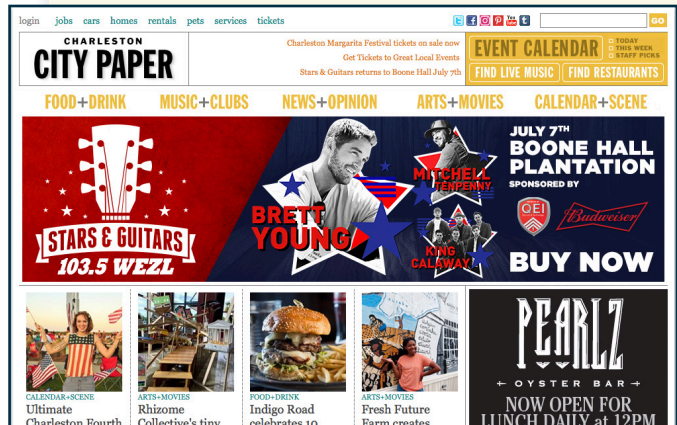 login jobs cars homes rentals pets services tickets
You Tube
GO
CHARLESTON
CITY PAPER
Charleston Margarita Festival tickets on sale now
Get Tickets to Great Local Events
Stars & Guitars returns to Boone Hall July 7th
EVENT CALENDAR
TODAY
THIS WEEK
STAFF PICKS
FIND LIVE MUSIC
FIND RESTAURANTS
FOOD+DRINK MUSIC+CLUBS NEWS+OPINION ARTS+MOVIES CALENDAR+SCENE
STARS & GUITARS
103.5 WEZL
BRETT
YOUNG
MITCHELL
TENPENNY
KING
CALAWAY
JULY 7TH
BOONE HALL
PLANTATION
SPONSORED BY
QEI
Budweiser
BUY NOW
CALENDAR+SCENE
Ultimate
Charleston Fourth
ARTS+MOVIES
Rhizome
Collective's tiny
FOOD+DRINK
Indigo Road
celebrates 10
ARTS+MOVIES
Fresh Future
Farm creates
PEARLZ
OYSTER BAR
NOW OPEN FOR
LUNCH DAILY at 12PM